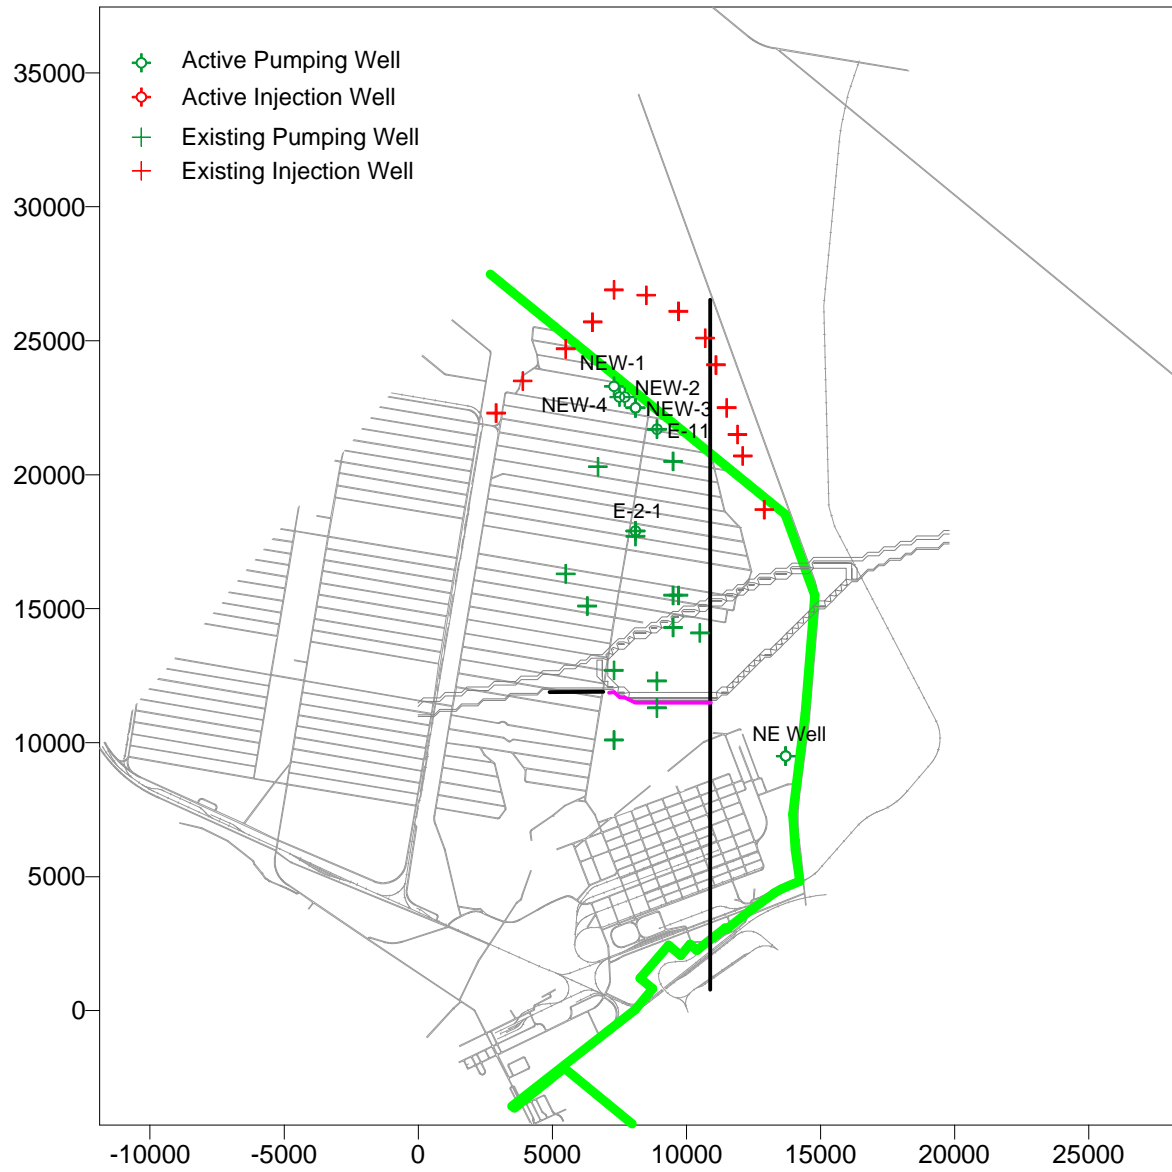 Active Pumping Well
Active Injection Well
Existing Pumping Well
Existing Injection Well
35000
30000
25000
20000
15000
10000
5000
0
NEW-1
NEW-2
NEW-4
NEW-3
E-11
E-2-1
NE Well
-10000 -5000 0 5000 10000 15000 20000 25000